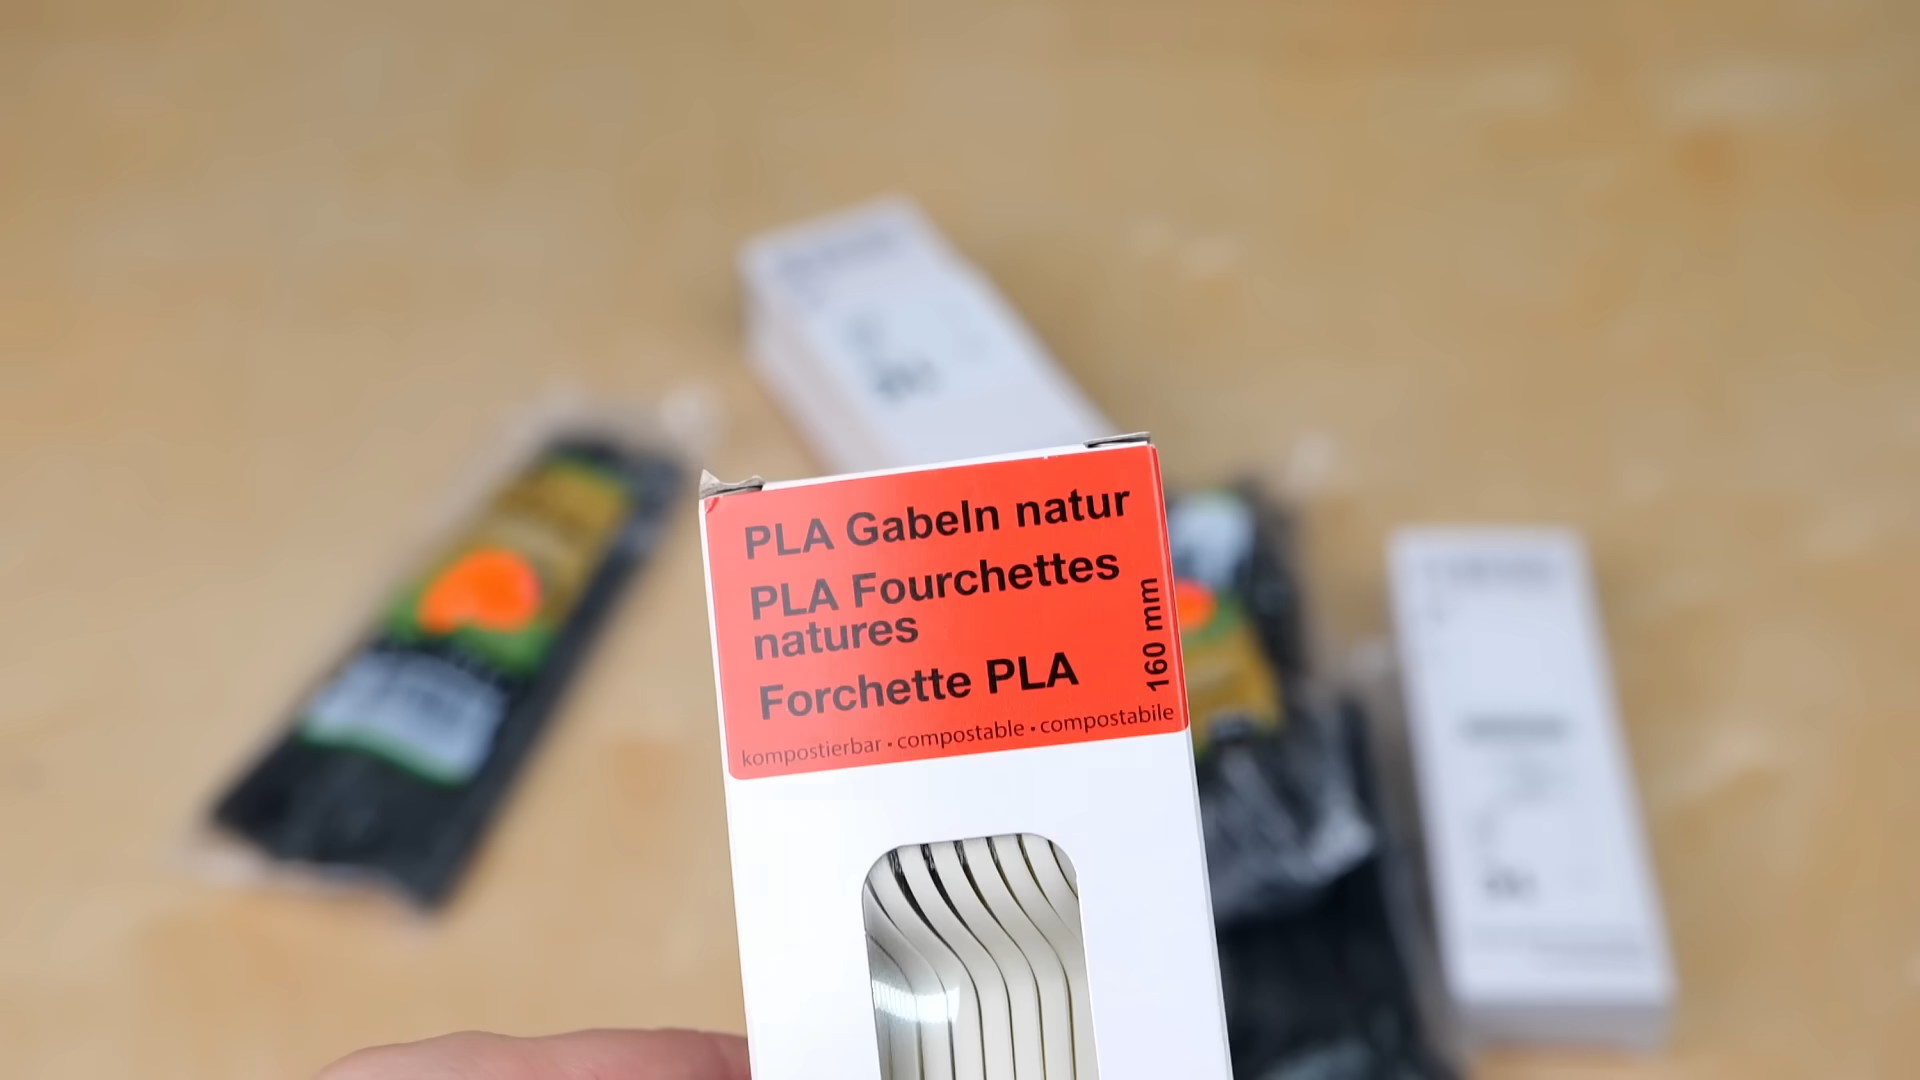 PLA Gabeln natur
PLA Fourchettes
natures
Forchette PLA
160 mm
kompostierbar • compostable • compostabile